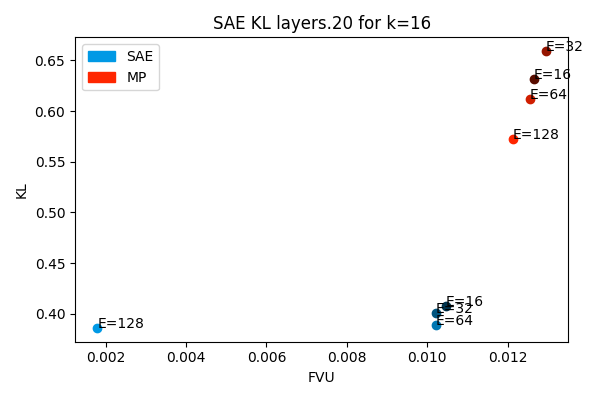 SAE KL layers.20 for k=16
SAE
MP
E=32
E=16
E=64
E=128
E=16
E=32
E=64
E=128
KL
0.65
0.60
0.55
0.50
0.45
0.40
0.002
0.004
0.006
0.008
0.010
0.012
FVU